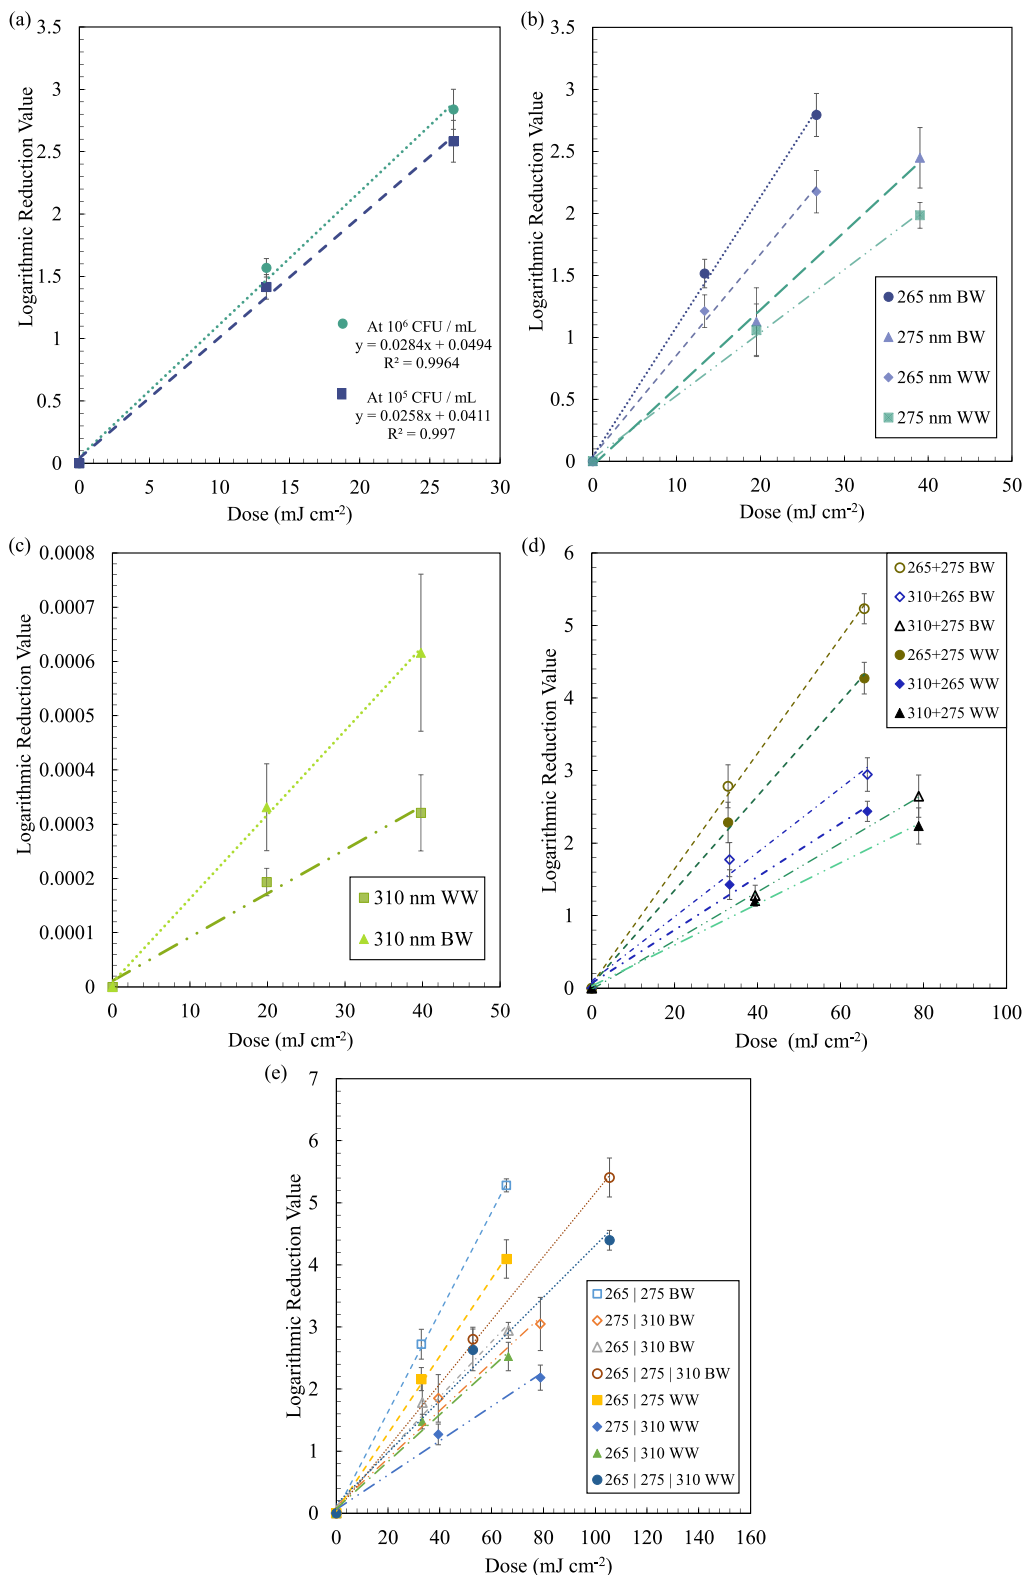 (a)
3.5
3
2.5
2
1.5
1
0.5
0
Logarithmic Reduction Value
At 10⁶ CFU / mL
y = 0.0284x + 0.0494
R² = 0.9964
At 10⁵ CFU / mL
y = 0.0258x + 0.0411
R² = 0.997
0 5 10 15 20 25 30
Dose (mJ cm⁻²)
(b)
3.5
3
2.5
2
1.5
1
0.5
0
Logarithmic Reduction Value
265 nm BW
275 nm BW
265 nm WW
275 nm WW
0 10 20 30 40 50
Dose (mJ cm⁻²)
(c)
0.0008
0.0007
0.0006
0.0005
0.0004
0.0003
0.0002
0.0001
0
Logarithmic Reduction Value
310 nm WW
310 nm BW
0 10 20 30 40 50
Dose (mJ cm⁻²)
(d)
6
5
4
3
2
1
0
Logarithmic Reduction Value
265+275 BW
310+265 BW
310+275 BW
265+275 WW
310+265 WW
310+275 WW
0 20 40 60 80 100
Dose (mJ cm⁻²)
(e)
7
6
5
4
3
2
1
0
Logarithmic Reduction Value
265 | 275 BW
275 | 310 BW
265 | 310 BW
265 | 275 | 310 BW
265 | 275 WW
275 | 310 WW
265 | 310 WW
265 | 275 | 310 WW
0 20 40 60 80 100 120 140 160
Dose (mJ cm⁻²)